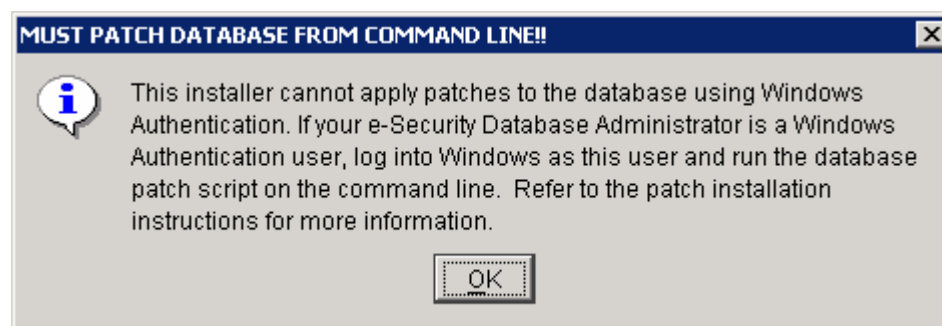 MUST PATCH DATABASE FROM COMMAND LINE!!
This installer cannot apply patches to the database using Windows
Authentication. If your e-Security Database Administrator is a Windows
Authentication user, log into Windows as this user and run the database
patch script on the command line.  Refer to the patch installation
instructions for more information.
OK